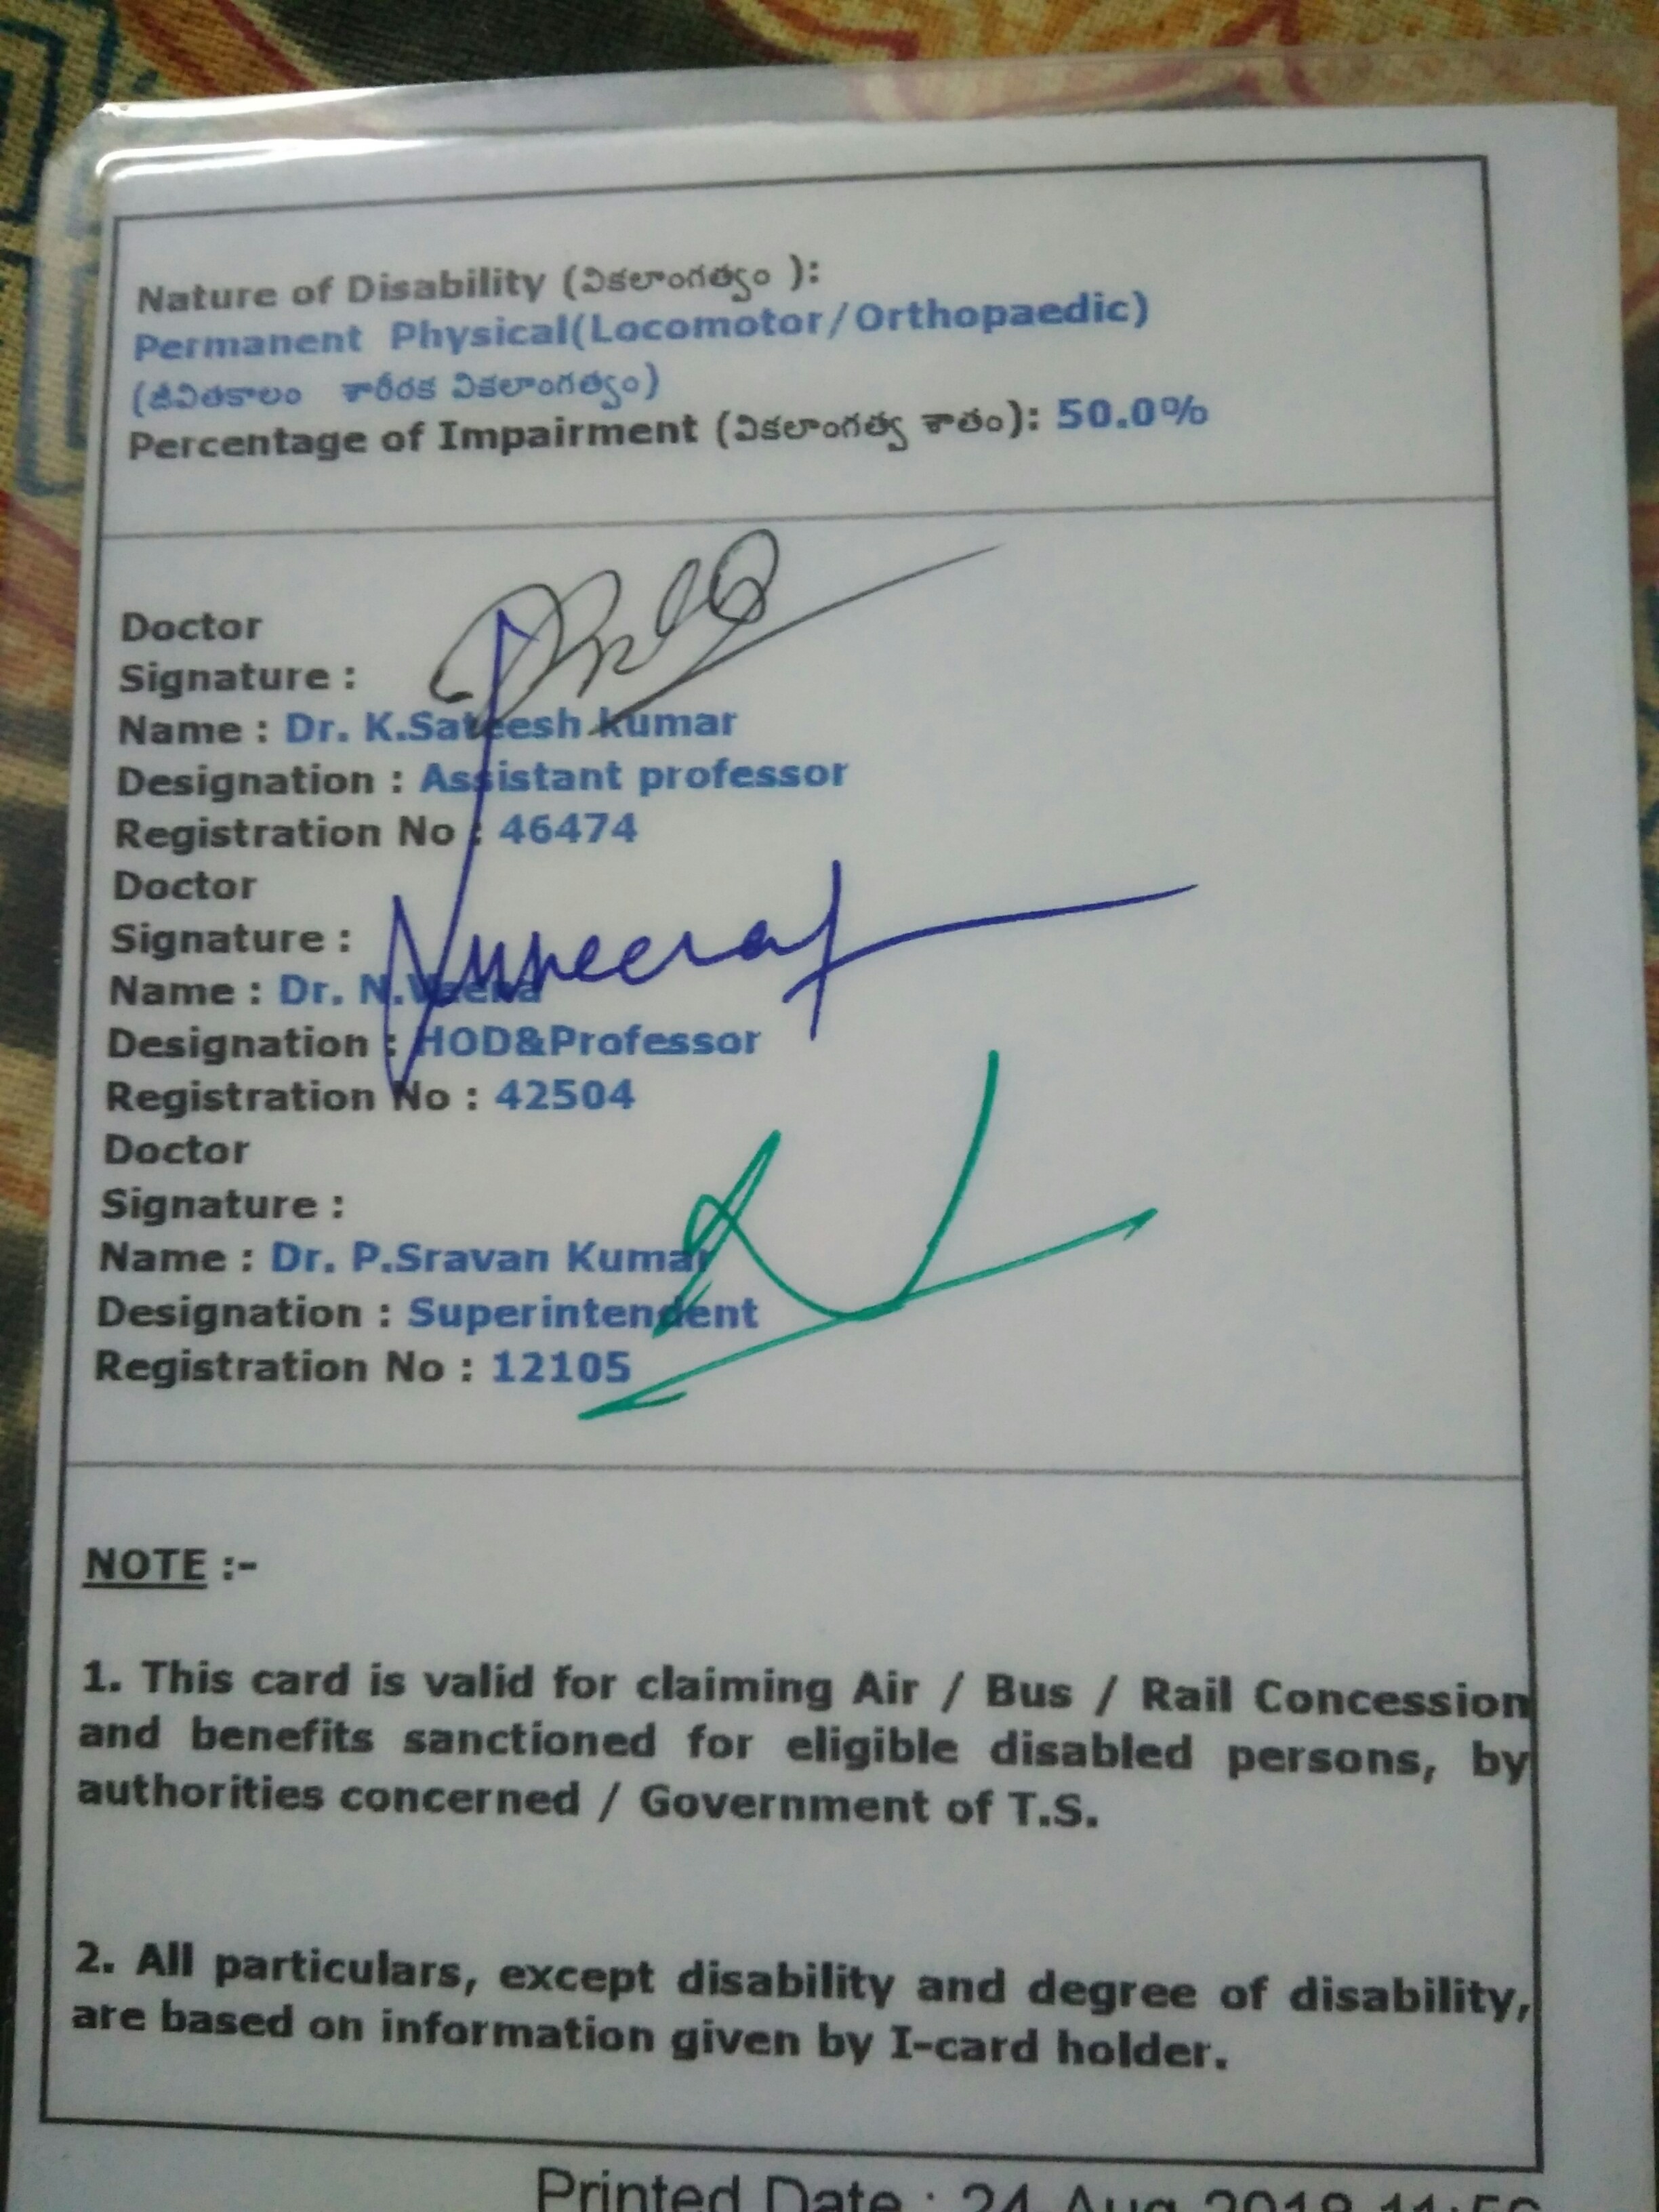 Nature of Disability (వికలాంగత్వం ):
Permanent Physical(Locomotor/Orthopaedic)
(జీవితకాలం శారీరక వికలాంగత్వం)
Percentage of Impairment (వికలాంగత్వ శాతం): 50.0%
Doctor
Signature :
Name : Dr. K.Sateesh kumar
Designation : Assistant professor
Registration No : 46474
Doctor
Signature :
Name : Dr. N.
Designation : HOD&Professor
Registration No : 42504
Doctor
Signature :
Name : Dr. P.Sravan Kumar
Designation : Superintendent
Registration No : 12105
NOTE :-
1. This card is valid for claiming Air / Bus / Rail Concession
and benefits sanctioned for eligible disabled persons, by
authorities concerned / Government of T.S.
2. All particulars, except disability and degree of disability,
are based on information given by I-card holder.
Printed Date : 24 Aug 2018 11:56